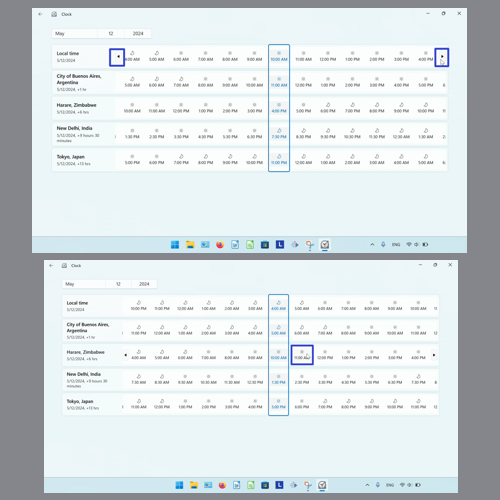 Clock
May 12 2024
Local time 4:00 AM 5:00 AM 6:00 AM 7:00 AM 8:00 AM 9:00 AM 10:00 AM 11:00 AM 12:00 PM 1:00 PM 2:00 PM 3:00 PM 4:00 PM
5/12/2024
City of Buenos Aires, 5:00 AM 6:00 AM 7:00 AM 8:00 AM 9:00 AM 10:00 AM 11:00 AM 12:00 PM 1:00 PM 2:00 PM 3:00 PM 4:00 PM 5:00 PM
Argentina
5/12/2024, +1 hr
Harare, Zimbabwe 10:00 AM 11:00 AM 12:00 PM 1:00 PM 2:00 PM 3:00 PM 4:00 PM 5:00 PM 6:00 PM 7:00 PM 8:00 PM 9:00 PM 10:00 PM
5/12/2024, +6 hrs
New Delhi, India 1:30 PM 2:30 PM 3:30 PM 4:30 PM 5:30 PM 6:30 PM 7:30 PM 8:30 PM 9:30 PM 10:30 PM 11:30 PM 12:30 AM 1:30 AM
5/12/2024, +9 hours 30
minutes
Tokyo, Japan 5:00 PM 6:00 PM 7:00 PM 8:00 PM 9:00 PM 10:00 PM 11:00 PM 12:00 AM 1:00 AM 2:00 AM 3:00 AM 4:00 AM 5:00 AM
5/12/2024, +13 hrs
ENG
Clock
May 12 2024
Local time 10:00 PM 11:00 PM 12:00 AM 1:00 AM 2:00 AM 3:00 AM 4:00 AM 5:00 AM 6:00 AM 7:00 AM 8:00 AM 9:00 AM 10:00 AM
5/12/2024
City of Buenos Aires, 11:00 PM 12:00 AM 1:00 AM 2:00 AM 3:00 AM 4:00 AM 5:00 AM 6:00 AM 7:00 AM 8:00 AM 9:00 AM 10:00 AM 11:00 AM
Argentina
5/12/2024, +1 hr
Harare, Zimbabwe 4:00 AM 5:00 AM 6:00 AM 7:00 AM 8:00 AM 9:00 AM 10:00 AM 11:00 AM 12:00 PM 1:00 PM 2:00 PM 3:00 PM 4:00 PM
5/12/2024, +6 hrs
New Delhi, India 7:30 AM 8:30 AM 9:30 AM 10:30 AM 11:30 AM 12:30 PM 1:30 PM 2:30 PM 3:30 PM 4:30 PM 5:30 PM 6:30 PM 7:30 PM
5/12/2024, +9 hours 30
minutes
Tokyo, Japan 11:00 AM 12:00 PM 1:00 PM 2:00 PM 3:00 PM 4:00 PM 5:00 PM 6:00 PM 7:00 PM 8:00 PM 9:00 PM 10:00 PM 11:00 PM
5/12/2024, +13 hrs
ENG